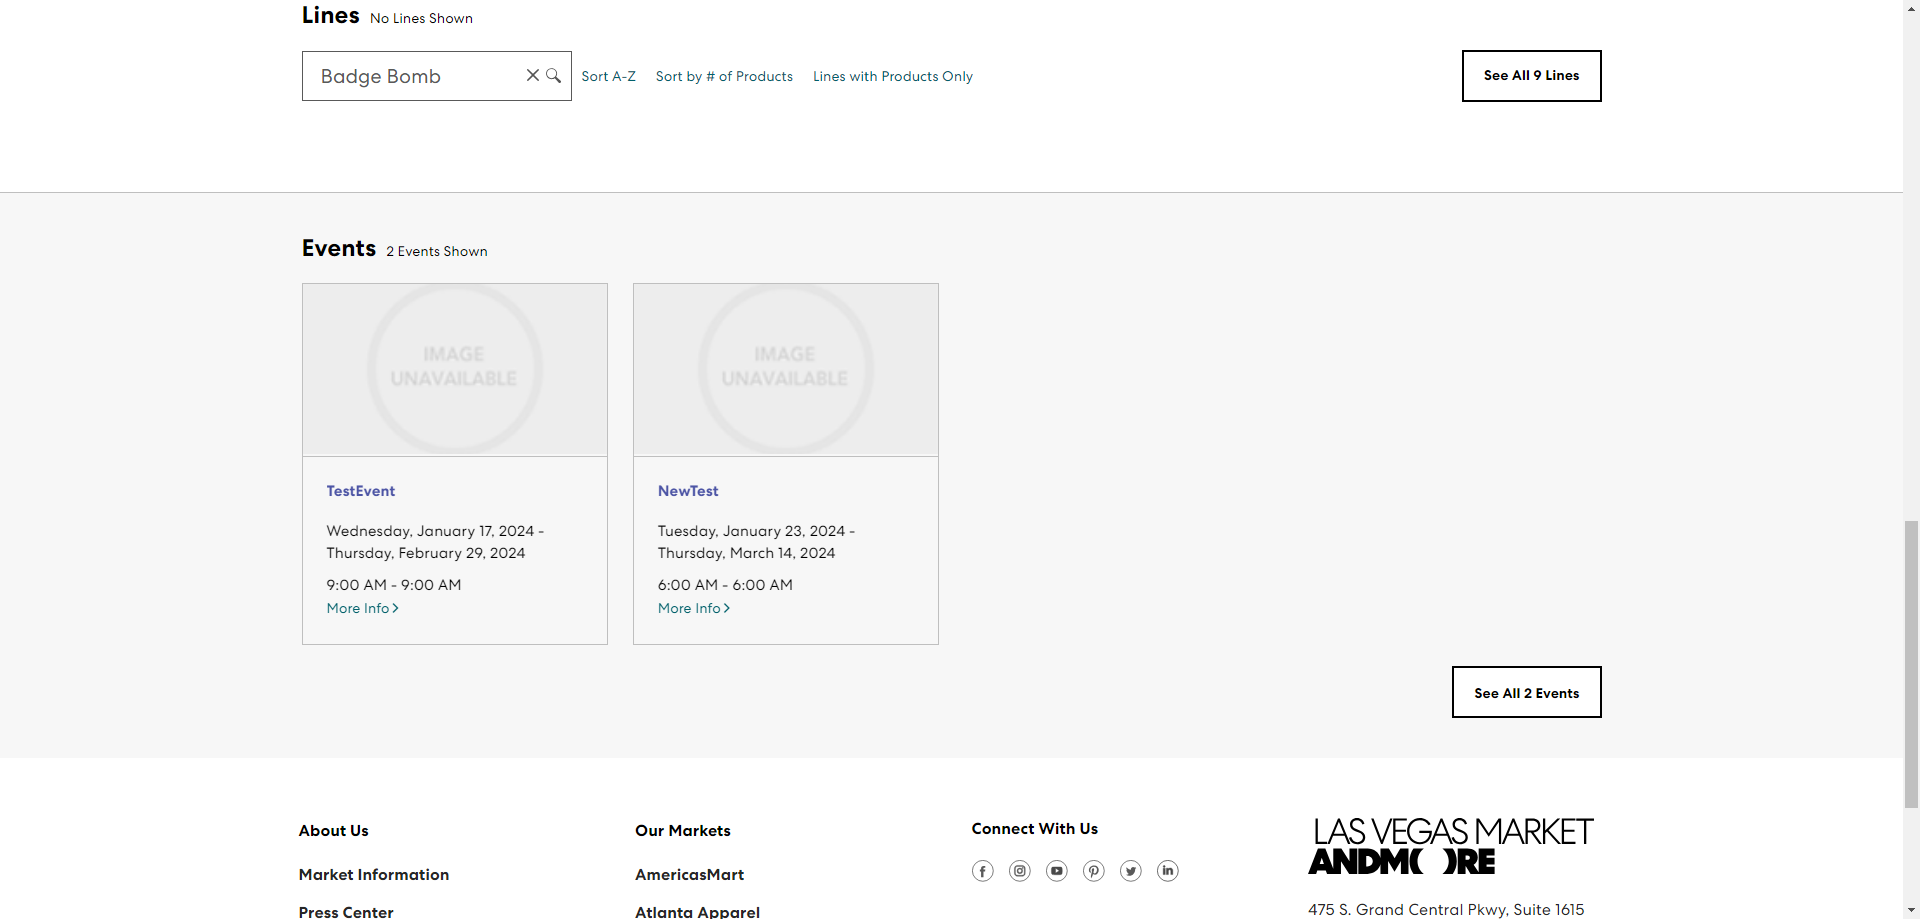 Lines No Lines Shown
Badge Bomb Sort A-Z Sort by # of Products Lines with Products Only See All 9 Lines
Events 2 Events Shown
IMAGE UNAVAILABLE
IMAGE UNAVAILABLE
TestEvent
Wednesday, January 17, 2024 -
Thursday, February 29, 2024
9:00 AM - 9:00 AM
More Info
NewTest
Tuesday, January 23, 2024 -
Thursday, March 14, 2024
6:00 AM - 6:00 AM
More Info
See All 2 Events
About Us
Market Information
Press Center
Our Markets
AmericasMart
Atlanta Apparel
Connect With Us
LAS VEGAS MARKET
ANDM( )RE
475 S. Grand Central Pkwy, Suite 1615